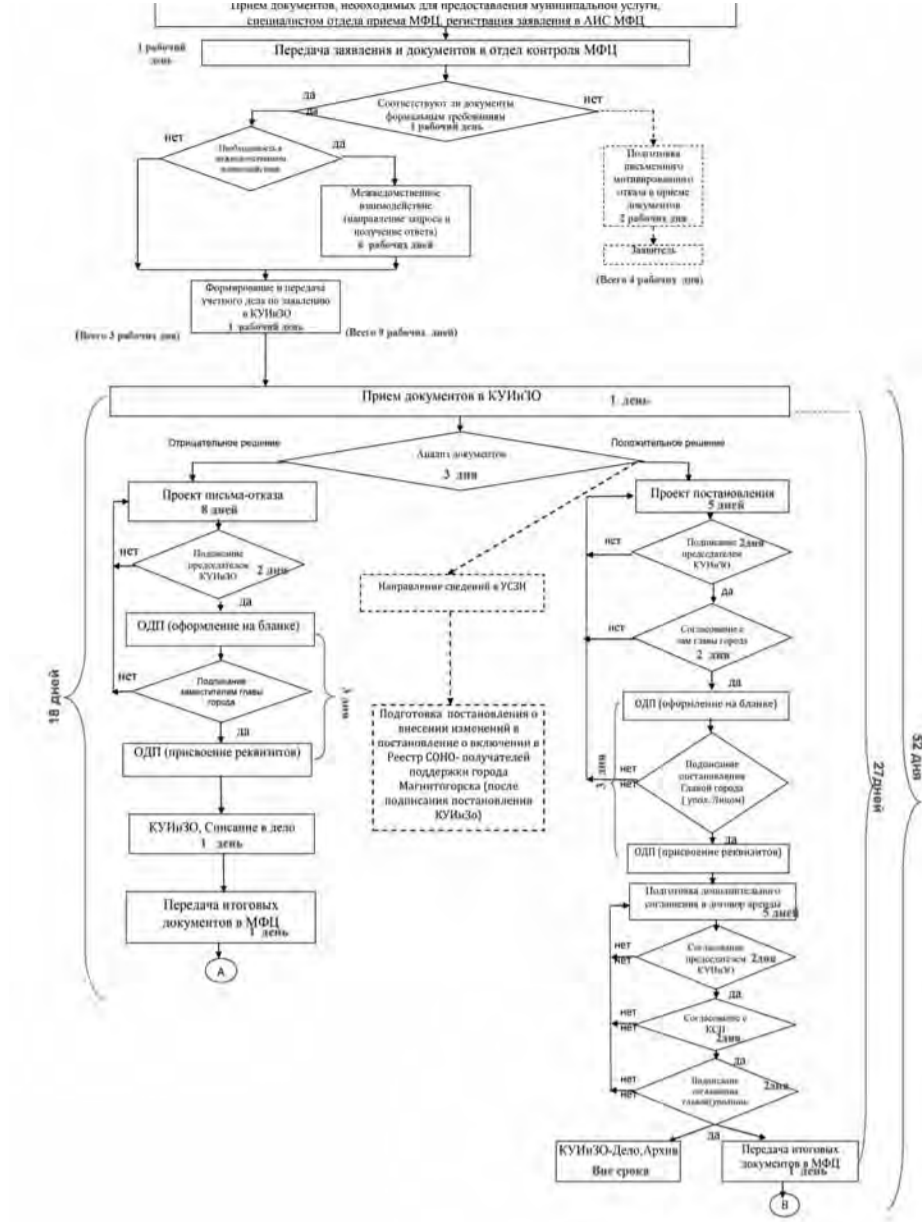 Прием документов, необходимых для предоставления муниципальной услуги,
специалистом отдела приема МФЦ, регистрация заявления в АИС МФЦ
1 рабочий
день
Передача заявления и документов в отдел контроля МФЦ
да
да
нет
Соответствуют ли документы
формальным требованиям
1 рабочий день
нет
Необходимость в
межведомственном
взаимодействии
да
Межведомственное
взаимодействие
(направление запроса и
получение ответа)
6 рабочих дней
Подготовка
письменного
мотивированного
отказа в приеме
документов
2 рабочих дня
Заявитель
(Всего 4 рабочих дня)
Формирование и передача
учетного дела по заявлению
в КУИиЗО
1 рабочий день
(Всего 3 рабочих дня)
(Всего 9 рабочих дней)
Прием документов в КУИиЗО 1 день
Отрицательное решение
Положительное решение
Анализ документов
3 дня
Проект письма-отказа
8 дней
нет
Подписание
председателем
КУИиЗО
2 дня
да
ОДП (оформление на бланке)
нет
Подписание
заместителем главы
города
да
ОДП (присвоение реквизитов)
3 дня
КУИиЗО, Списание в дело
1 день
Передача итоговых
документов в МФЦ
1 день
А
18 дней
Направление сведений в УСЗН
Подготовка постановления о
внесении изменений в
постановление о включении в
Реестр СОНО- получателей
поддержки города
Магнитогорска (после
подписания постановления
КУИиЗо)
Проект постановления
5 дней
нет
Подписание 2дня
председателем
КУИиЗО
да
нет
Согласование с
зам главы города
2 дня
да
ОДП (оформление на бланке)
нет
нет
Подписание
постановления
Главой города
( упол. Лицом)
да
3 дня
ОДП (присвоение реквизитов)
Подготовка дополнительного
соглашения к договор аренды
5 дней
нет
нет
Согласование
председателем
КУИиЗО
2дня
да
нет
нет
Согласование с
КСП
2дня
да
нет
нет
Подписание
соглашения
2дня
да
КУИиЗО-Дело,Архив
Вне срока
Передача итоговых
документов в МФЦ
1 день
В
27дней
32 дня